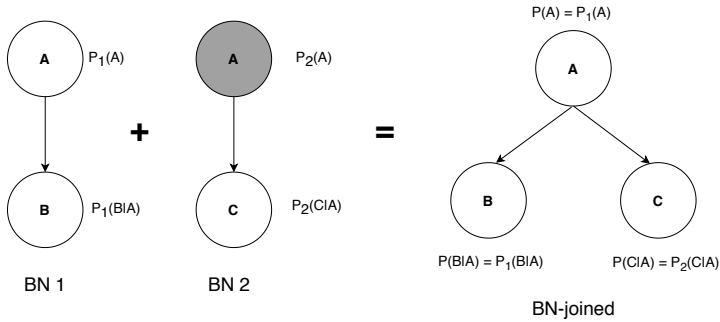 P(A) = P1(A)
A
P1(A)
A
P2(A)
A
+
=
B
P1(B|A)
C
P2(C|A)
B
C
P(B|A) = P1(B|A)
P(C|A) = P2(C|A)
BN 1
BN 2
BN-joined